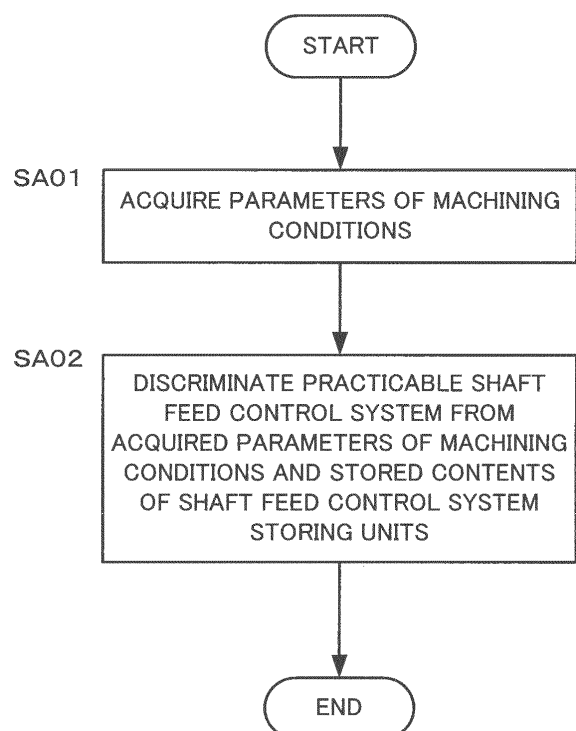 START
SA01
ACQUIRE PARAMETERS OF MACHINING
CONDITIONS
SA02
DISCRIMINATE PRACTICABLE SHAFT
FEED CONTROL SYSTEM FROM
ACQUIRED PARAMETERS OF MACHINING
CONDITIONS AND STORED CONTENTS
OF SHAFT FEED CONTROL SYSTEM
STORING UNITS
END